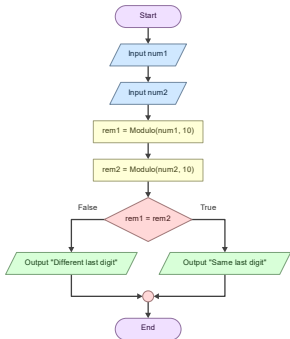 Start
Input num1
Input num2
rem1 = Modulo(num1, 10)
rem2 = Modulo(num2, 10)
False
True
rem1 = rem2
Output "Different last digit"
Output "Same last digit"
End